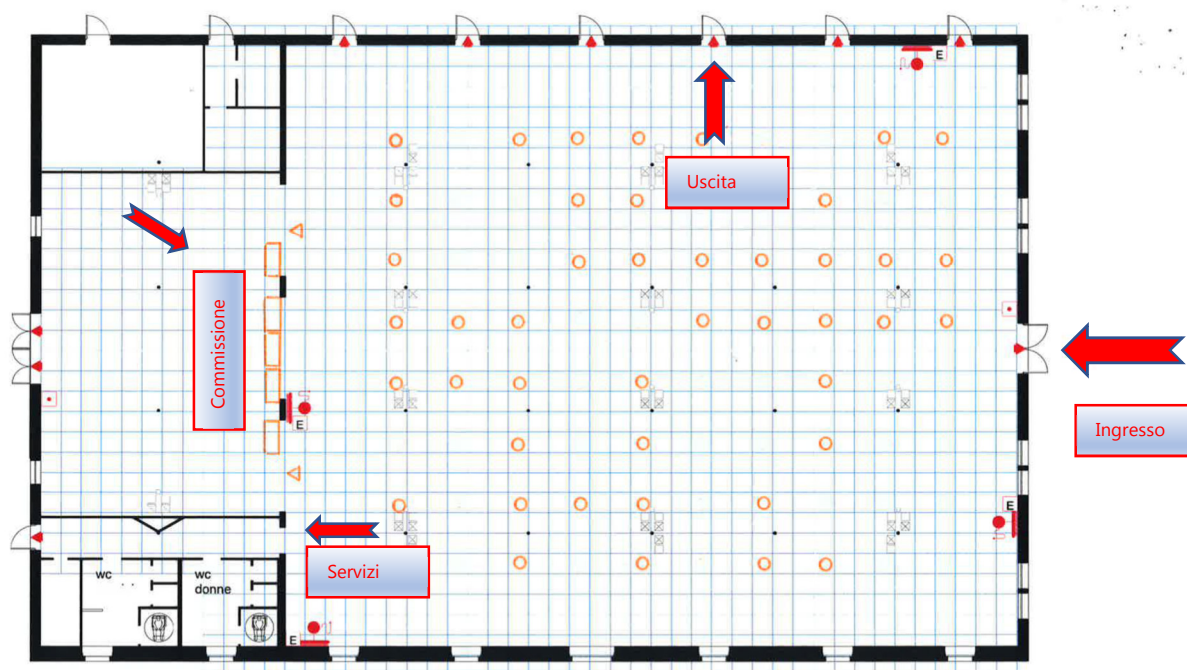 E
Uscita
Commissione
E
Ingresso
E
Servizi
wc
wc
donne
E